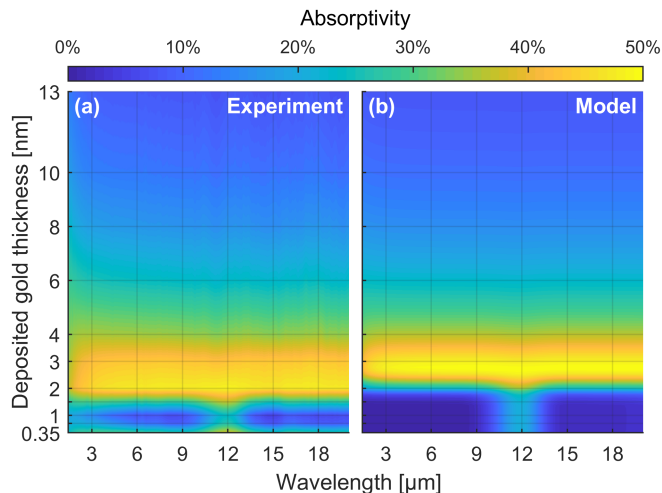 Absorptivity
0% 10% 20% 30% 40% 50%
(a) Experiment (b) Model
Deposited gold thickness [nm]
13
10
8
6
4
3
2
1
0.35
3 6 9 12 15 18 3 6 9 12 15 18
Wavelength [µm]